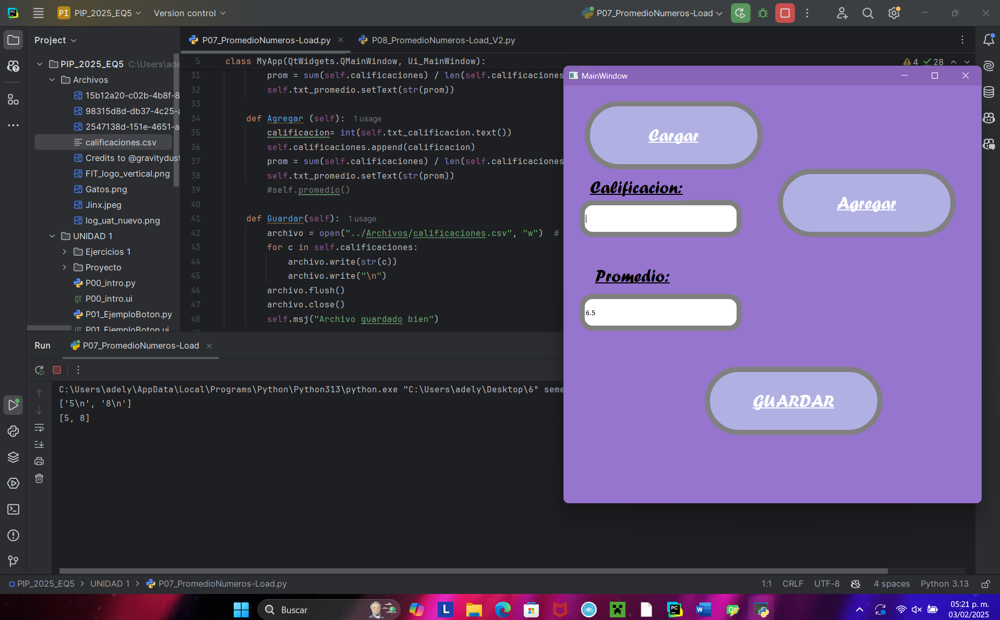 PI PIP_2025_EQ5 Version control P07_PromedioNumeros-Load
Project
P07_PromedioNumeros-Load.py
P08_PromedioNumeros-Load_V2.py
PIP_2025_EQ5 C:\Users\ade
Archivos
15b12a20-c02b-4b8f-8
98315d8d-db37-4c25-a
2547138d-151e-4651-a
calificaciones.csv
Credits to @gravitydust
FIT_logo_vertical.png
Gatos.png
Jinx.jpeg
log_uat_nuevo.png
UNIDAD 1
Ejercicios 1
Proyecto
P00_intro.py
P00_intro.ui
P01_EjemploBoton.py
P01_EjemploBoton.ui
5 class MyApp(QtWidgets.QMainWindow, Ui_MainWindow):
4 28
31 prom = sum(self.calificaciones) / len(self.calificaciones
32 self.txt_promedio.setText(str(prom))
33
34 def Agregar (self): 1 usage
35 calificacion= int(self.txt_calificacion.text())
36 self.calificaciones.append(calificacion)
37 prom = sum(self.calificaciones) / len(self.calificaciones
38 self.txt_promedio.setText(str(prom))
39 #self.promedio()
40
41 def Guardar(self): 1 usage
42 archivo = open("../Archivos/calificaciones.csv", "w") #
43 for c in self.calificaciones:
44 archivo.write(str(c))
45 archivo.write("\n")
46 archivo.flush()
47 archivo.close()
48 self.msj("Archivo guardado bien")
MainWindow
Cargar
Calificacion:
Agregar
Promedio:
6.5
GUARDAR
Run P07_PromedioNumeros-Load
C:\Users\adely\AppData\Local\Programs\Python\Python313\python.exe "C:\Users\adely\Desktop\6° seme
['5\n', '8\n']
[5, 8]
PIP_2025_EQ5 > UNIDAD 1 > P07_PromedioNumeros-Load.py
1:1 CRLF UTF-8 4 spaces Python 3.13
Buscar
05:21 p. m.
03/02/2025